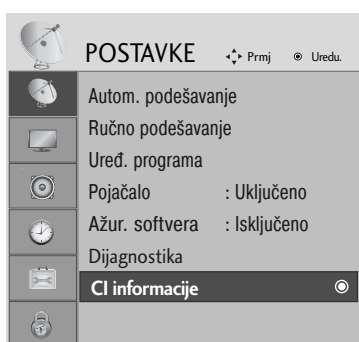 POSTAVKE Prmj Uredu.
Autom. podešavanje
Ručno podešavanje
Uređ. programa
Pojačalo : Uključeno
Ažur. softvera : Isključeno
Dijagnostika
CI informacije